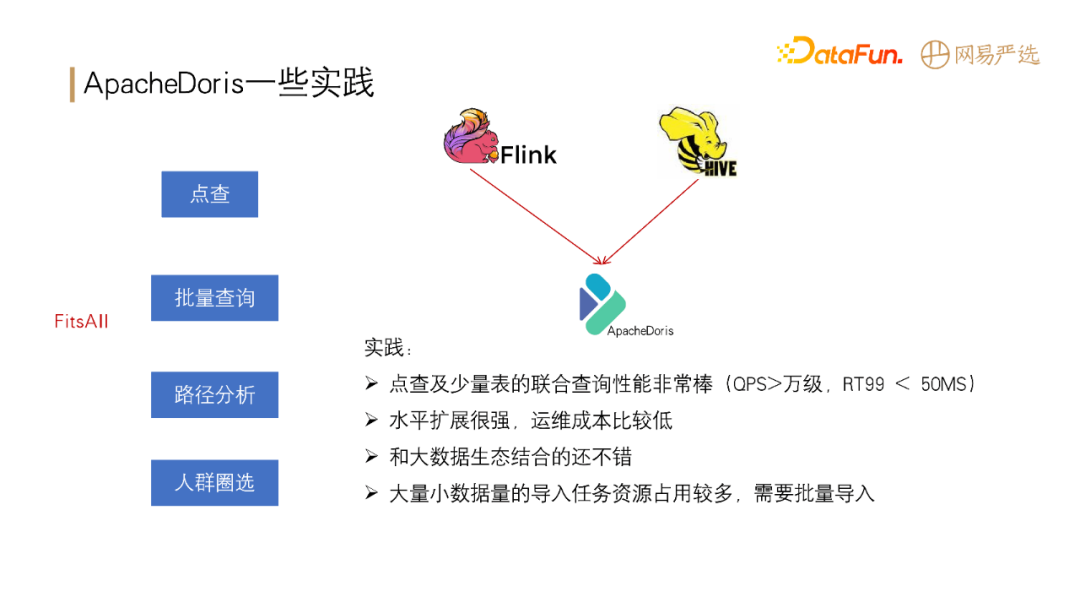 DataFun.
网易严选
ApacheDoris一些实践
Flink
HIVE
点查
批量查询
FitsAll
路径分析
人群圈选
ApacheDoris
实践：
➢ 点查及少量表的联合查询性能非常棒（QPS>万级，RT99 < 50MS）
➢ 水平扩展很强，运维成本比较低
➢ 和大数据生态结合的还不错
➢ 大量小数据量的导入任务资源占用较多，需要批量导入